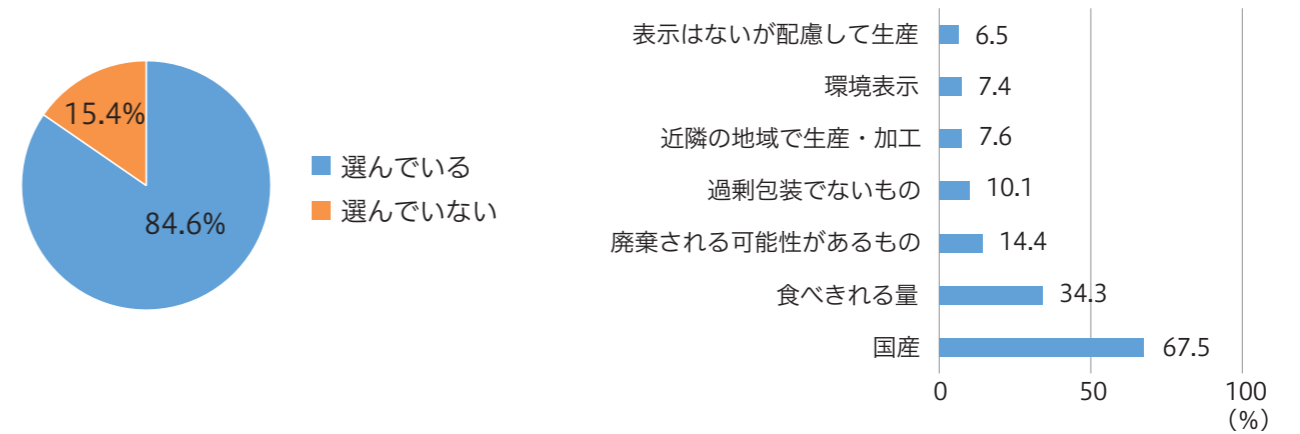 15.4%
84.6%
選んでいる
選んでいない
表示はないが配慮して生産 6.5
環境表示 7.4
近隣の地域で生産・加工 7.6
過剰包装でないもの 10.1
廃棄される可能性があるもの 14.4
食べきれる量 34.3
国産 67.5
0 50 100
(%)